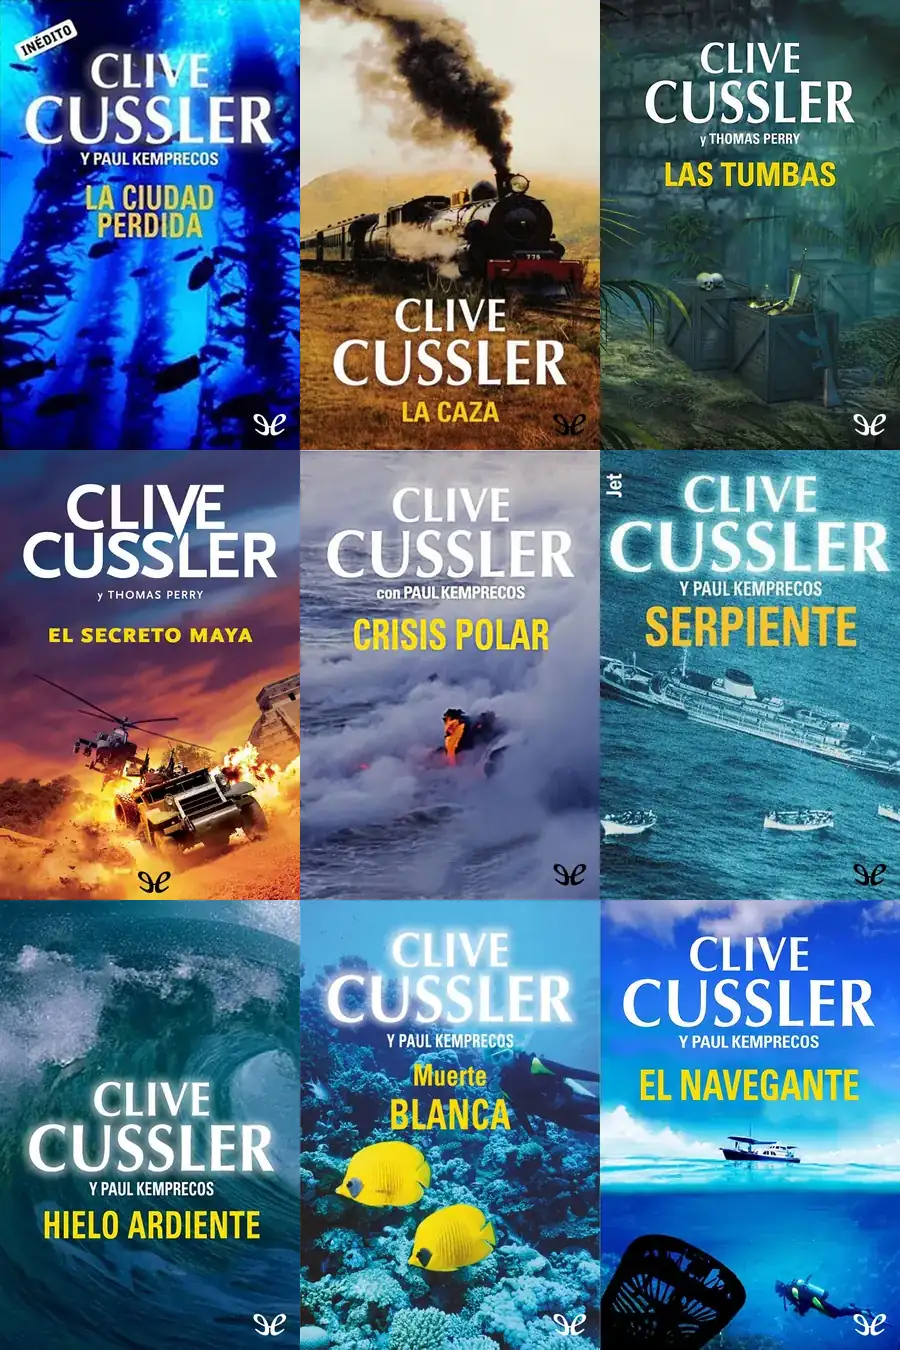 INÉDITO
CLIVE
CUSSLER
Y PAUL KEMPRECOS
LA CIUDAD
PERDIDA
775
CLIVE
CUSSLER
LA CAZA
CLIVE
CUSSLER
y THOMAS PERRY
LAS TUMBAS
CLIVE
CUSSLER
y THOMAS PERRY
EL SECRETO MAYA
CLIVE
CUSSLER
con PAUL KEMPRECOS
CRISIS POLAR
Jet
CLIVE
CUSSLER
Y PAUL KEMPRECOS
SERPIENTE
CLIVE
CUSSLER
Y PAUL KEMPRECOS
HIELO ARDIENTE
CLIVE
CUSSLER
Y PAUL KEMPRECOS
Muerte
BLANCA
CLIVE
CUSSLER
Y PAUL KEMPRECOS
EL NAVEGANTE